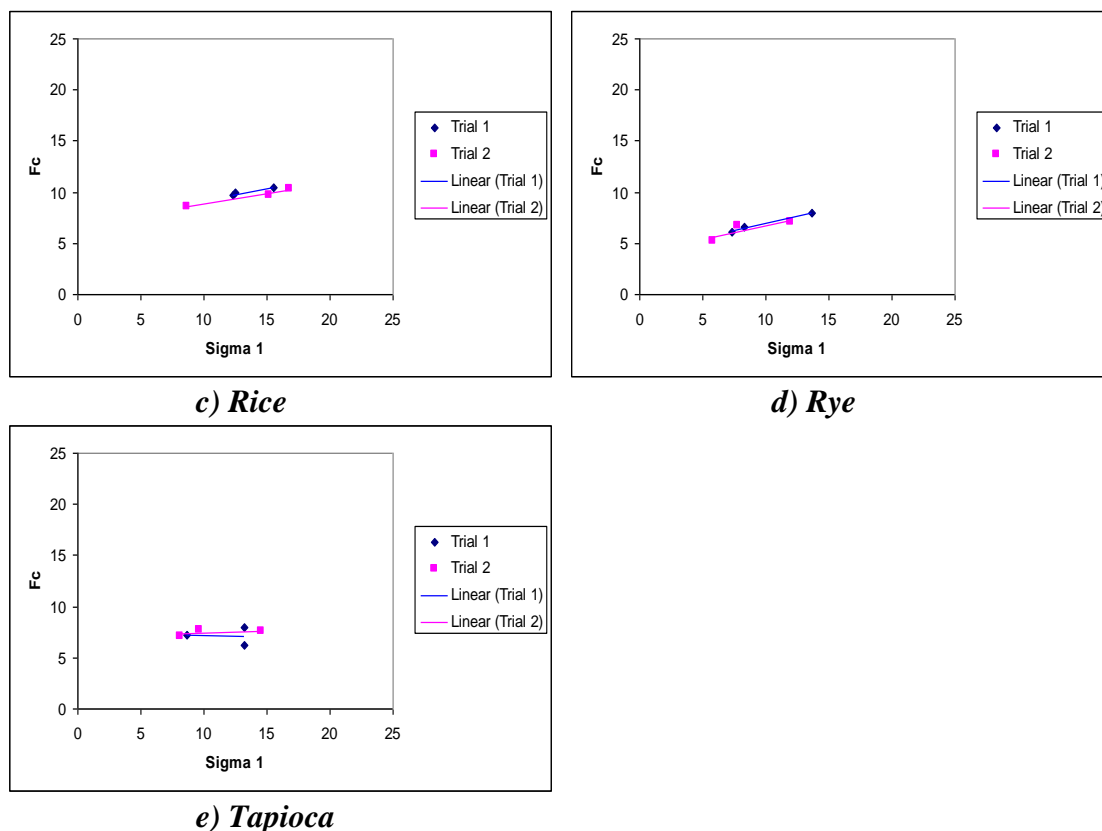 25
20
15
10
5
0
Fc
0 5 10 15 20 25
Sigma 1
Trial 1
Trial 2
Linear (Trial 1)
Linear (Trial 2)
c) Rice
25
20
15
10
5
0
Fc
0 5 10 15 20 25
Sigma 1
Trial 1
Trial 2
Linear (Trial 1)
Linear (Trial 2)
d) Rye
25
20
15
10
5
0
Fc
0 5 10 15 20 25
Sigma 1
Trial 1
Trial 2
Linear (Trial 1)
Linear (Trial 2)
e) Tapioca